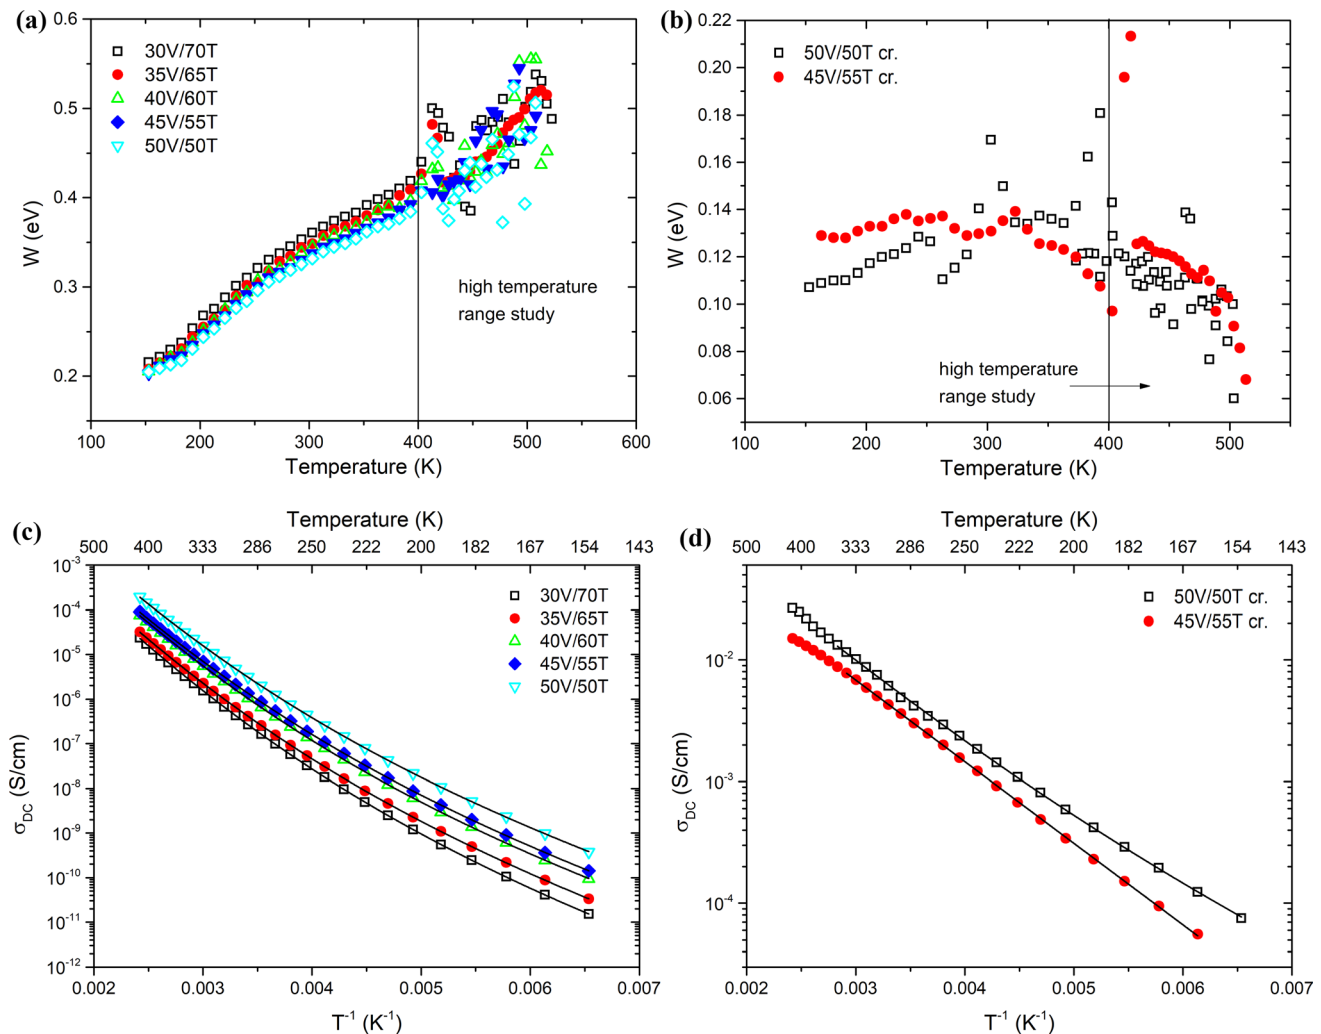 (a)
W (eV)
0.6
0.5
0.4
0.3
0.2
30V/70T
35V/65T
40V/60T
45V/55T
50V/50T
high temperature
range study
100 200 300 400 500 600
Temperature (K)
(b)
W (eV)
0.22
0.20
0.18
0.16
0.14
0.12
0.10
0.08
0.06
50V/50T cr.
45V/55T cr.
high temperature
range study
100 200 300 400 500
Temperature (K)
(c)
Temperature (K)
500 400 333 286 250 222 200 182 167 154 143
σDC (S/cm)
10⁻³
10⁻⁴
10⁻⁵
10⁻⁶
10⁻⁷
10⁻⁸
10⁻⁹
10⁻¹⁰
10⁻¹¹
10⁻¹²
30V/70T
35V/65T
40V/60T
45V/55T
50V/50T
0.002 0.003 0.004 0.005 0.006 0.007
T⁻¹ (K⁻¹)
(d)
Temperature (K)
500 400 333 286 250 222 200 182 167 154 143
σDC (S/cm)
10⁻²
10⁻³
10⁻⁴
50V/50T cr.
45V/55T cr.
0.002 0.003 0.004 0.005 0.006 0.007
T⁻¹ (K⁻¹)